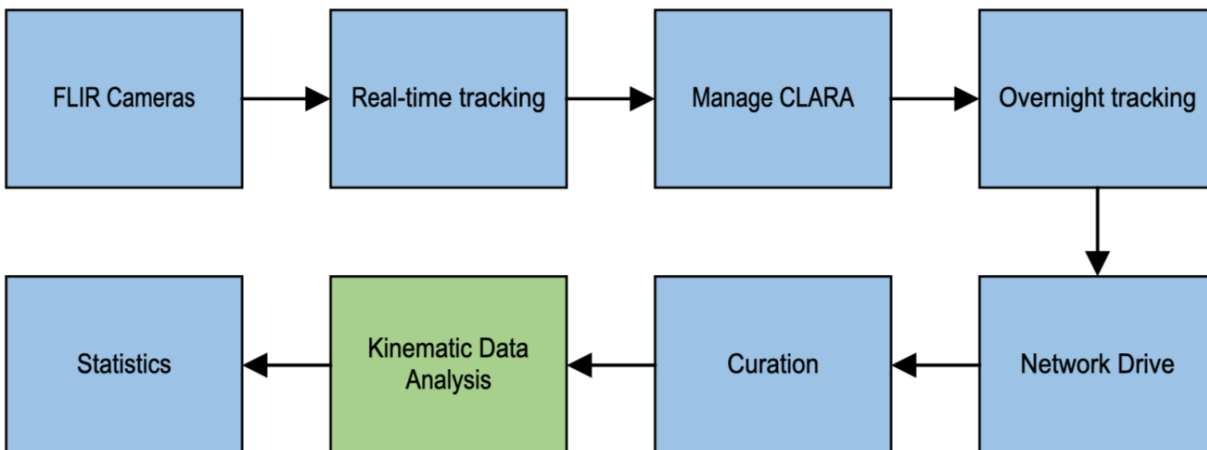 FLIR Cameras
Real-time tracking
Manage CLARA
Overnight tracking
Statistics
Kinematic Data
Analysis
Curation
Network Drive